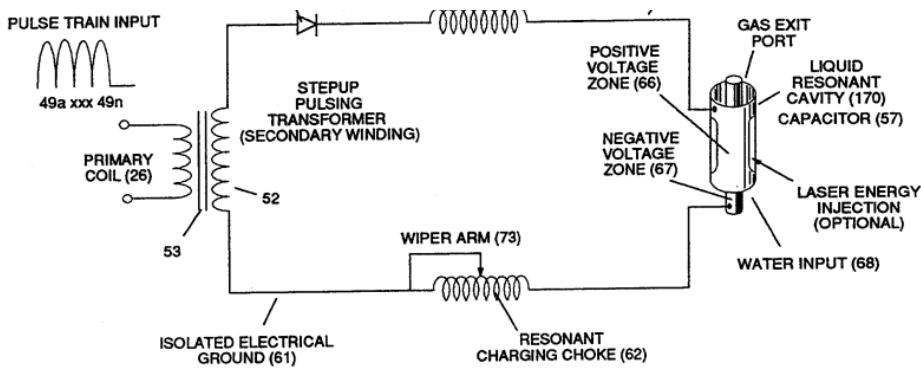 PULSE TRAIN INPUT
49a xxx 49n
GAS EXIT
PORT
POSITIVE
VOLTAGE
ZONE (66)
LIQUID
RESONANT
CAVITY (170)
CAPACITOR (57)
STEPUP
PULSING
TRANSFORMER
(SECONDARY WINDING)
NEGATIVE
VOLTAGE
ZONE (67)
PRIMARY
COIL (26)
52
53
LASER ENERGY
INJECTION
(OPTIONAL)
WIPER ARM (73)
WATER INPUT (68)
ISOLATED ELECTRICAL
GROUND (61)
RESONANT
CHARGING CHOKE (62)